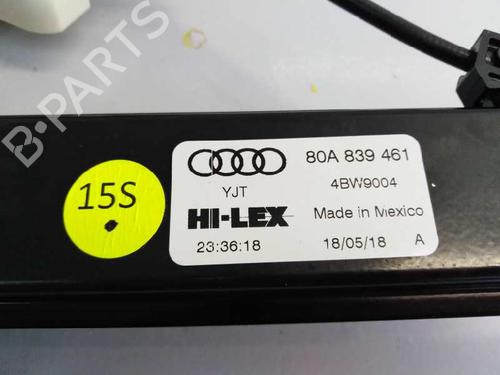 B-PARTS
15S
80A 839 461
YJT
4BW9004
HI-LEX
Made in Mexico
23:36:18
18/05/18
A